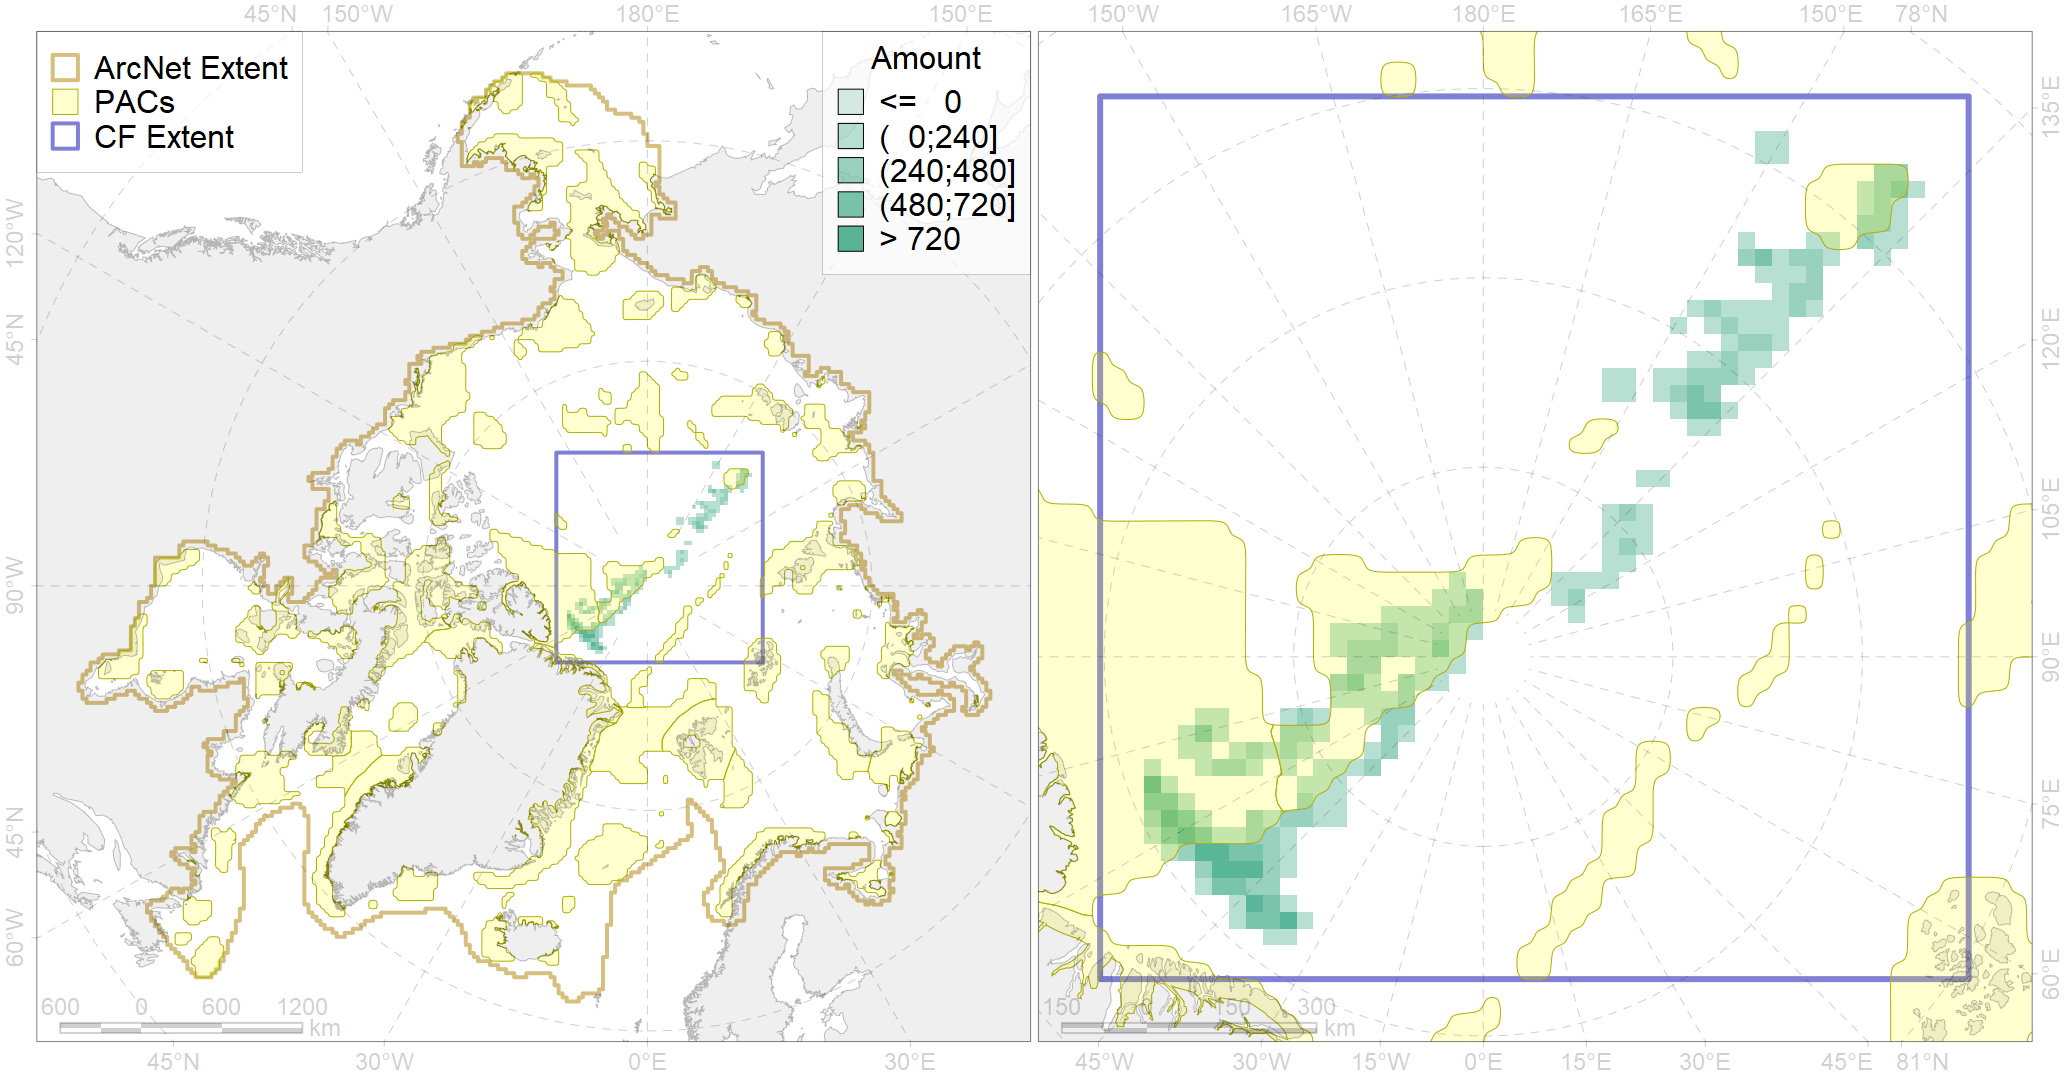 45°N 150°W 180°E 150°E
150°W 165°W 180°E 165°E 150°E 78°N
ArcNet Extent
PACs
CF Extent
Amount
<= 0
( 0;240]
(240;480]
(480;720]
> 720
120°W
45°N
90°W
45°N
60°W
135°E
120°E
105°E
90°E
75°E
60°E
600 0 600 1200
km
150 150 300
km
45°N 30°W 0°E 30°E
45°W 30°W 15°W 0°E 15°E 30°E 45°E 81°N